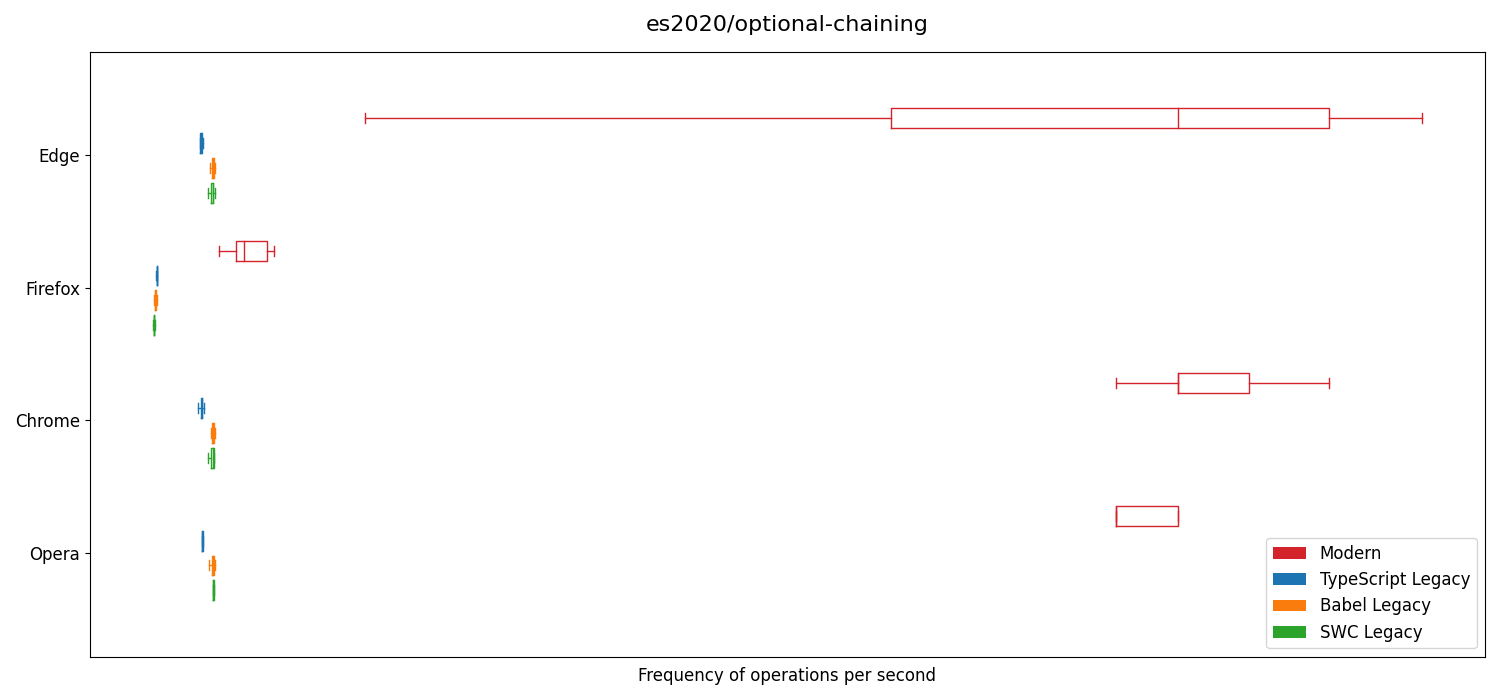 es2020/optional-chaining
Edge
Firefox
Chrome
Opera
Modern
TypeScript Legacy
Babel Legacy
SWC Legacy
Frequency of operations per second